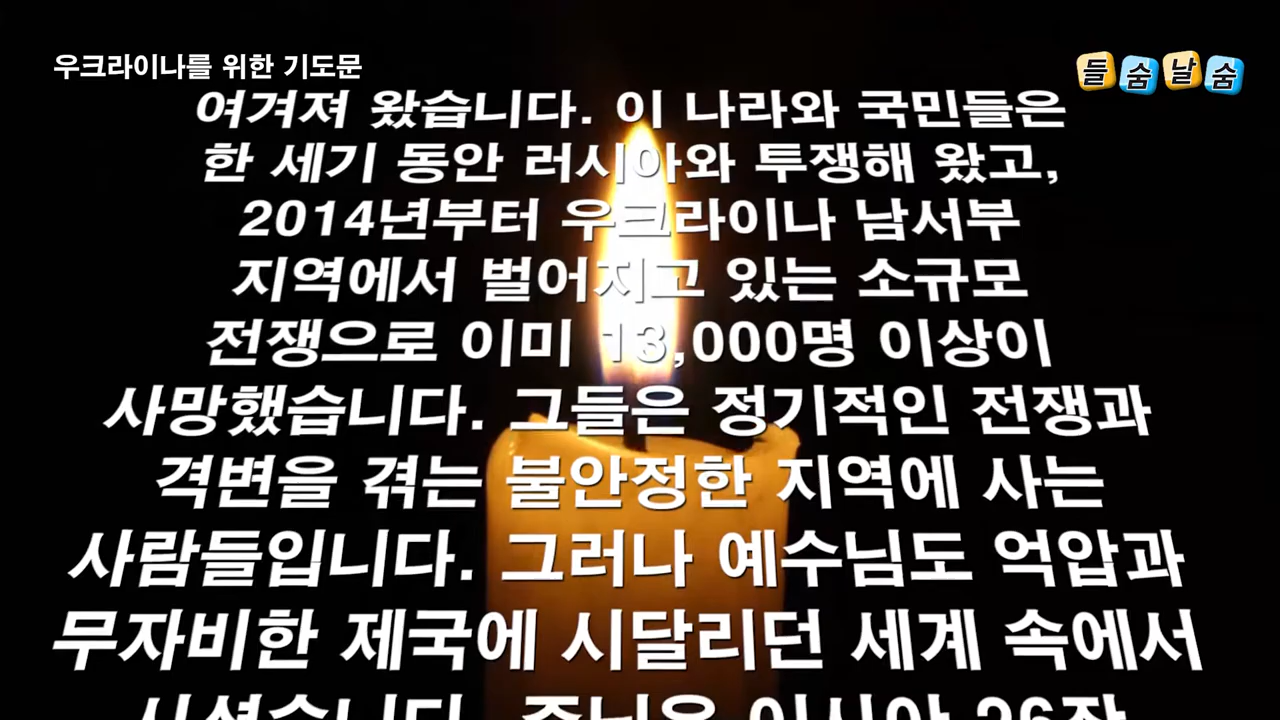 우크라이나를 위한 기도문
들숨날숨
여겨져 왔습니다. 이 나라와 국민들은
한 세기 동안 러시아와 투쟁해 왔고,
2014년부터 우크라이나 남서부
지역에서 벌어지고 있는 소규모
전쟁으로 이미 13,000명 이상이
사망했습니다. 그들은 정기적인 전쟁과
격변을 겪는 불안정한 지역에 사는
사람들입니다. 그러나 예수님도 억압과
무자비한 제국에 시달리던 세계 속에서